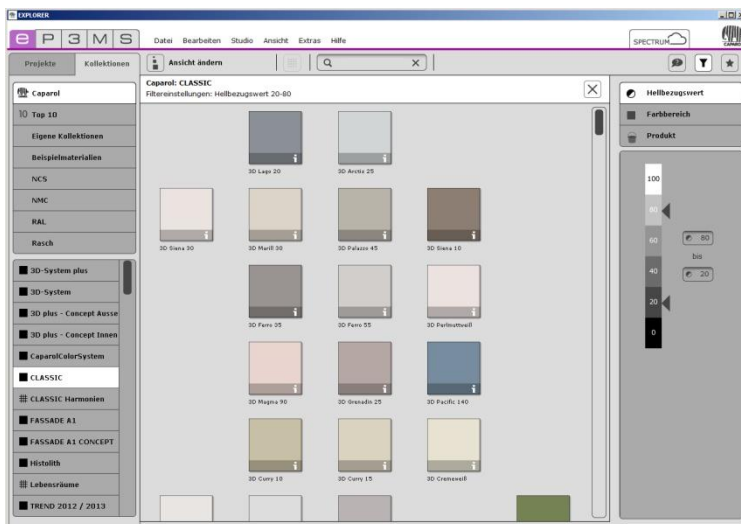 EXPLORER
e P 3 M S
Datei Bearbeiten Studio Ansicht Extras Hilfe
SPECTRUM
CAPAROL
Projekte Kollektionen
Ansicht ändern
Caparol
10 Top 10
Eigene Kollektionen
Beispielmaterialien
NCS
NMC
RAL
Rasch
3D-System plus
3D-System
3D plus - Concept Ausse
3D plus - Concept Innen
CaparolColorSystem
CLASSIC
CLASSIC Harmonien
FASSADE A1
FASSADE A1 CONCEPT
Histolith
Lebensräume
TREND 2012 / 2013
Caparol: CLASSIC
Filtereinstellungen: Hellbezugswert 20-80
3D Lago 20
3D Arctic 25
3D Siena 30
3D Marill 30
3D Palazzo 45
3D Siena 10
3D Ferro 35
3D Ferro 55
3D Perlmuttweiß
3D Magma 90
3D Grenadin 25
3D Pacific 140
3D Curry 10
3D Curry 15
3D Cremeweiß
Hellbezugswert
Farbbereich
Produkt
100
80
60
40
20
0
80
bis
20